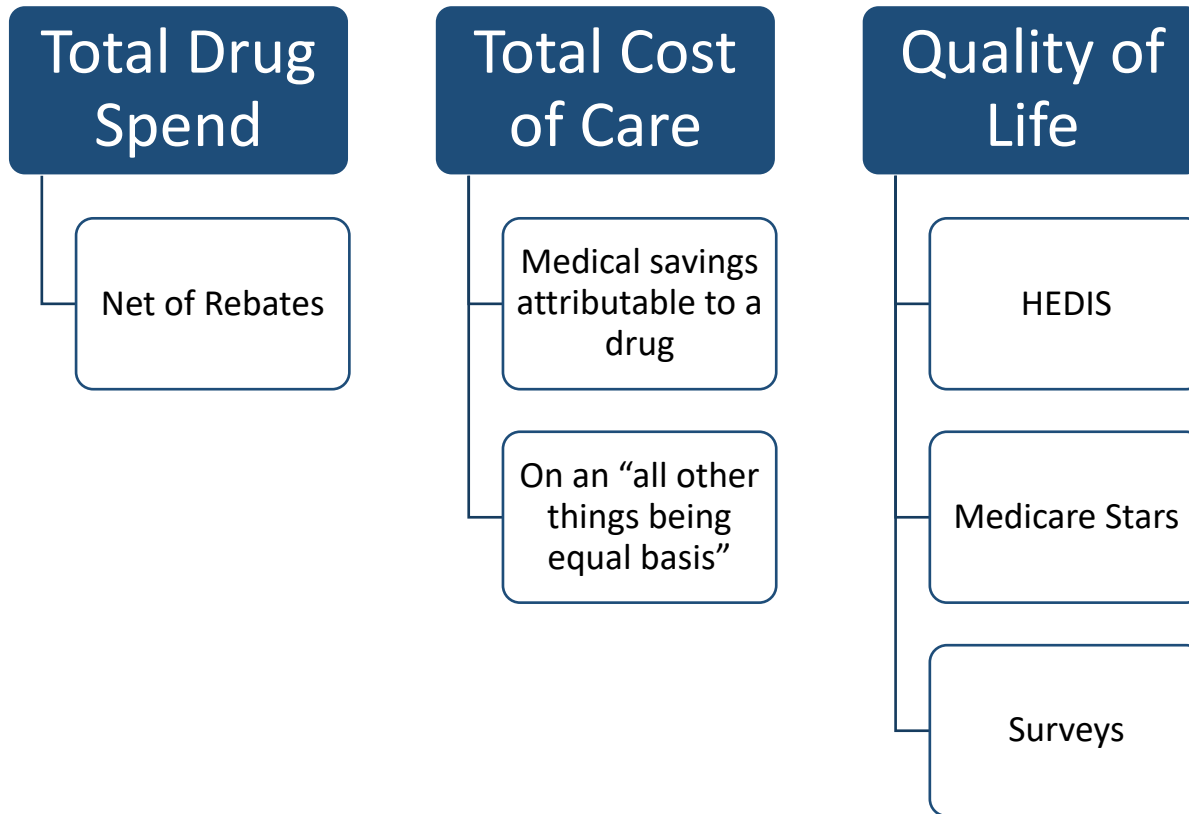 Total Drug
Spend
Net of Rebates
Total Cost
of Care
Medical savings
attributable to a
drug
On an “all other
things being
equal basis”
Quality of
Life
HEDIS
Medicare Stars
Surveys